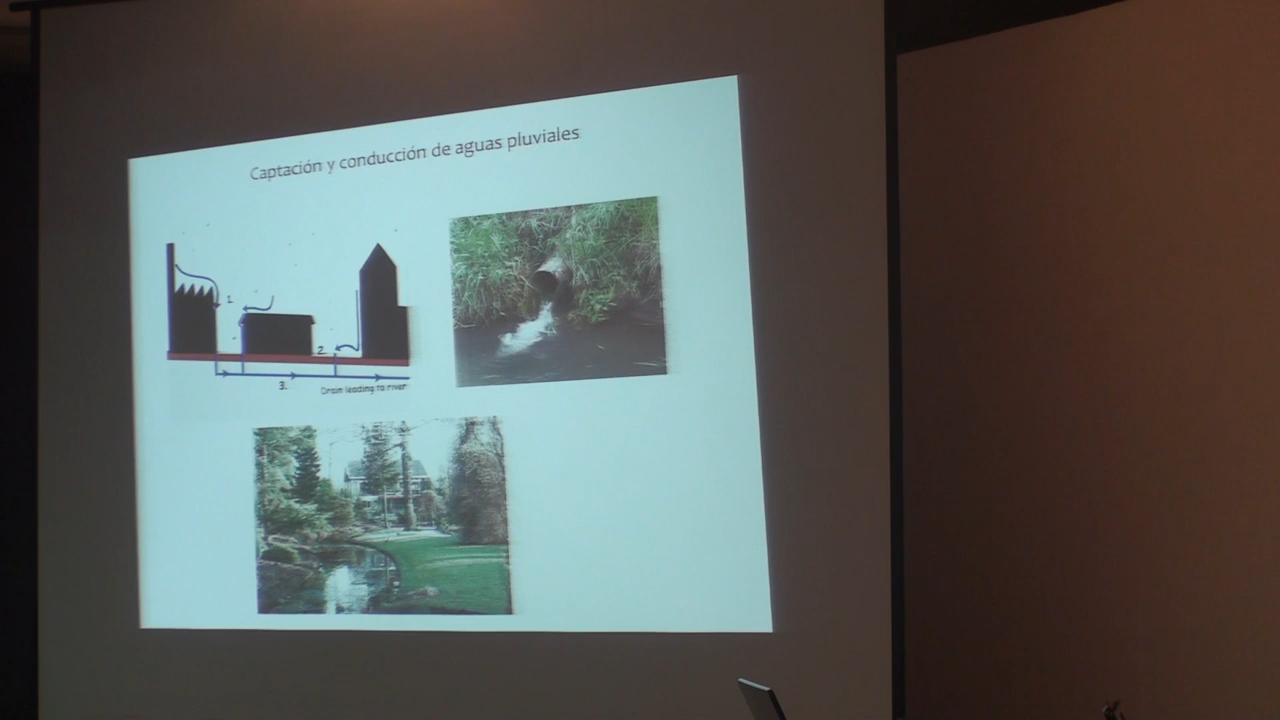 Captación y conducción de aguas pluviales
1.
2.
3.
Drain leading to river